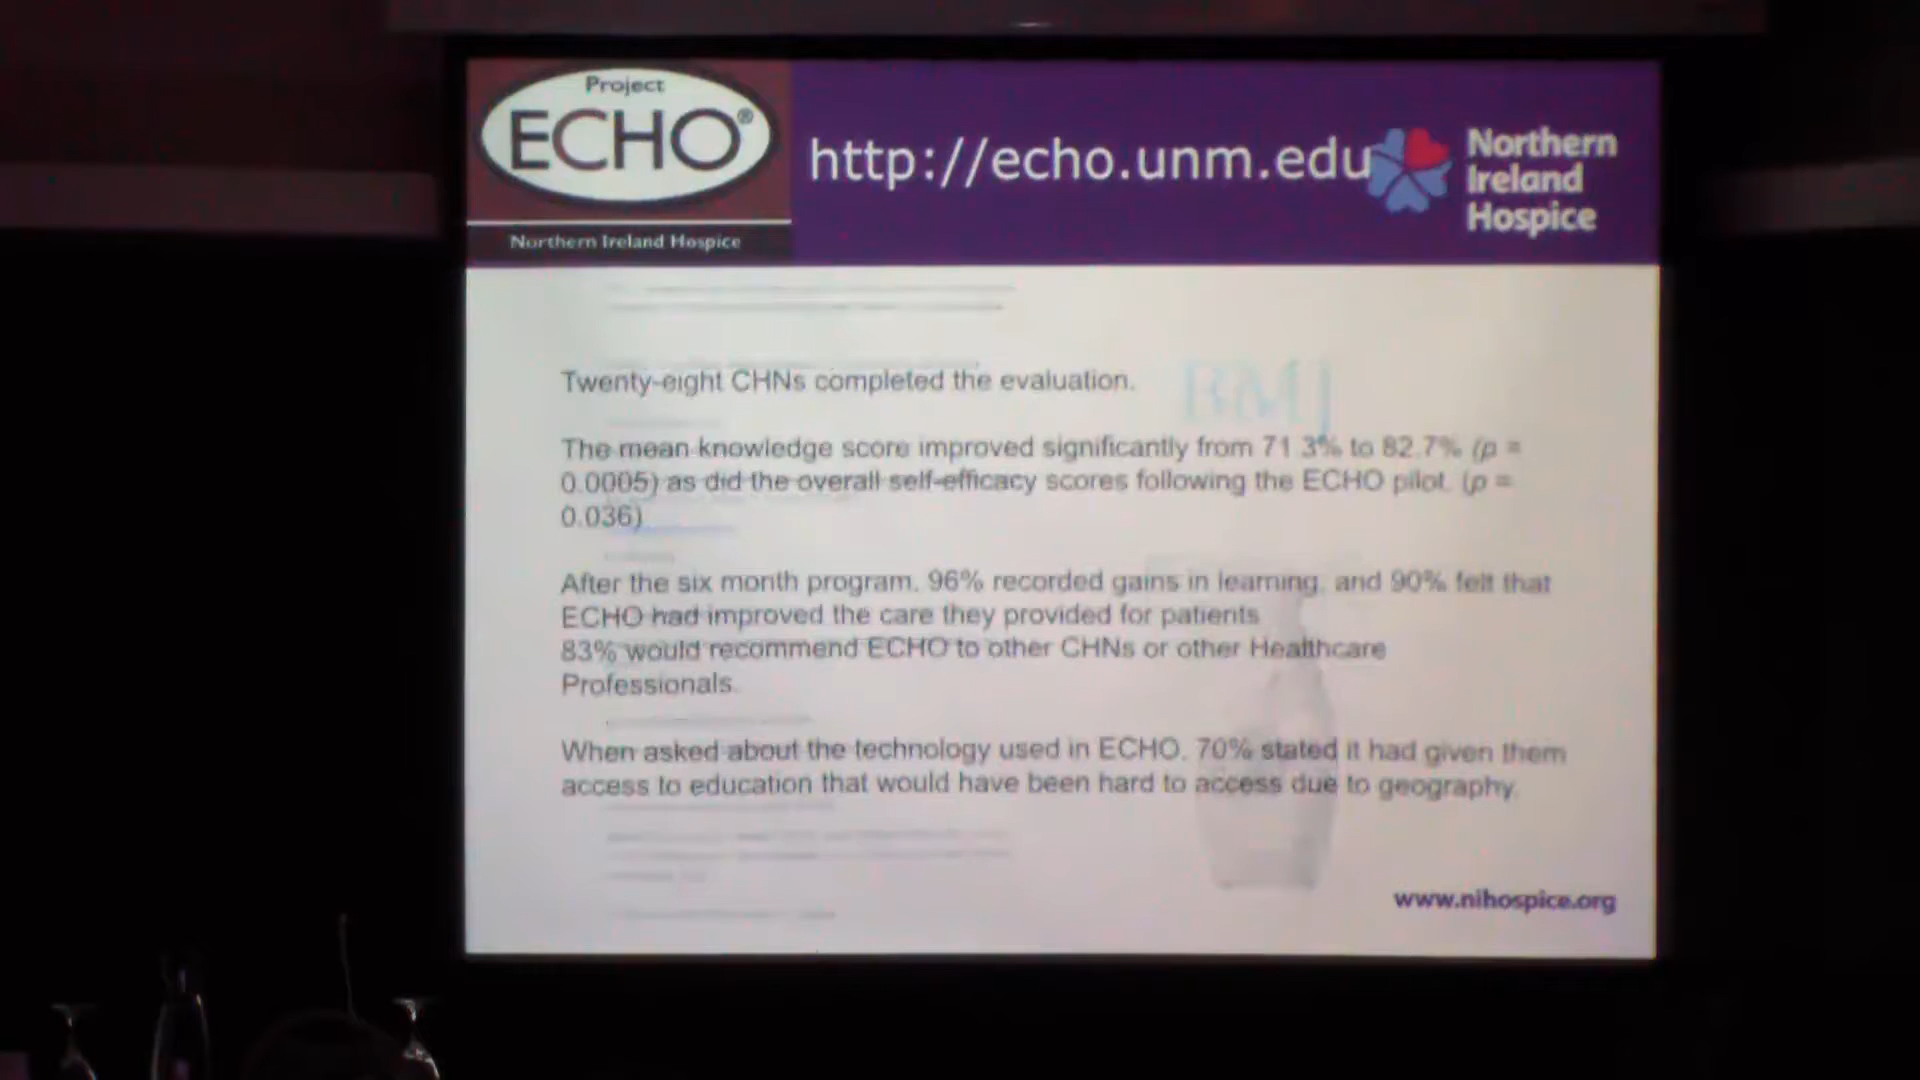 Project
ECHO®
Northern Ireland Hospice
http://echo.unm.edu
Northern
Ireland
Hospice
BMJ
Twenty-eight CHNs completed the evaluation.
The mean knowledge score improved significantly from 71.3% to 82.7% (p =
0.0005) as did the overall self-efficacy scores following the ECHO pilot. (p =
0.036)
After the six month program, 96% recorded gains in learning, and 90% felt that
ECHO had improved the care they provided for patients
83% would recommend ECHO to other CHNs or other Healthcare
Professionals.
When asked about the technology used in ECHO, 70% stated it had given them
access to education that would have been hard to access due to geography.
www.nihospice.org